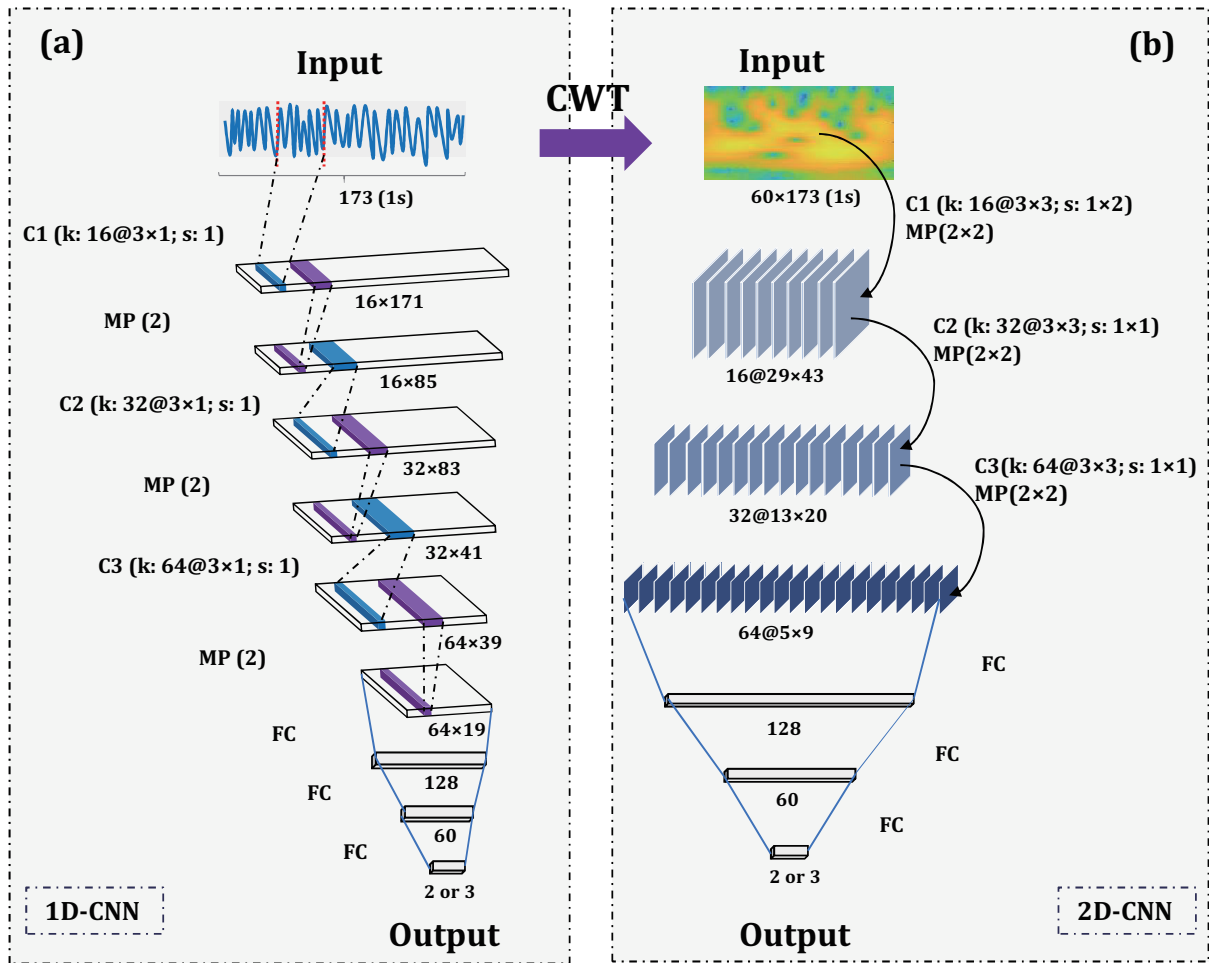 (a)
Input
173 (1s)
C1 (k: 16@3×1; s: 1)
16×171
MP (2)
16×85
C2 (k: 32@3×1; s: 1)
32×83
MP (2)
32×41
C3 (k: 64@3×1; s: 1)
64×39
MP (2)
64×19
FC
128
FC
60
FC
2 or 3
1D-CNN
Output
CWT
(b)
Input
60×173 (1s)
C1 (k: 16@3×3; s: 1×2)
MP(2×2)
16@29×43
C2 (k: 32@3×3; s: 1×1)
MP(2×2)
32@13×20
C3(k: 64@3×3; s: 1×1)
MP(2×2)
64@5×9
FC
128
FC
60
FC
2 or 3
2D-CNN
Output